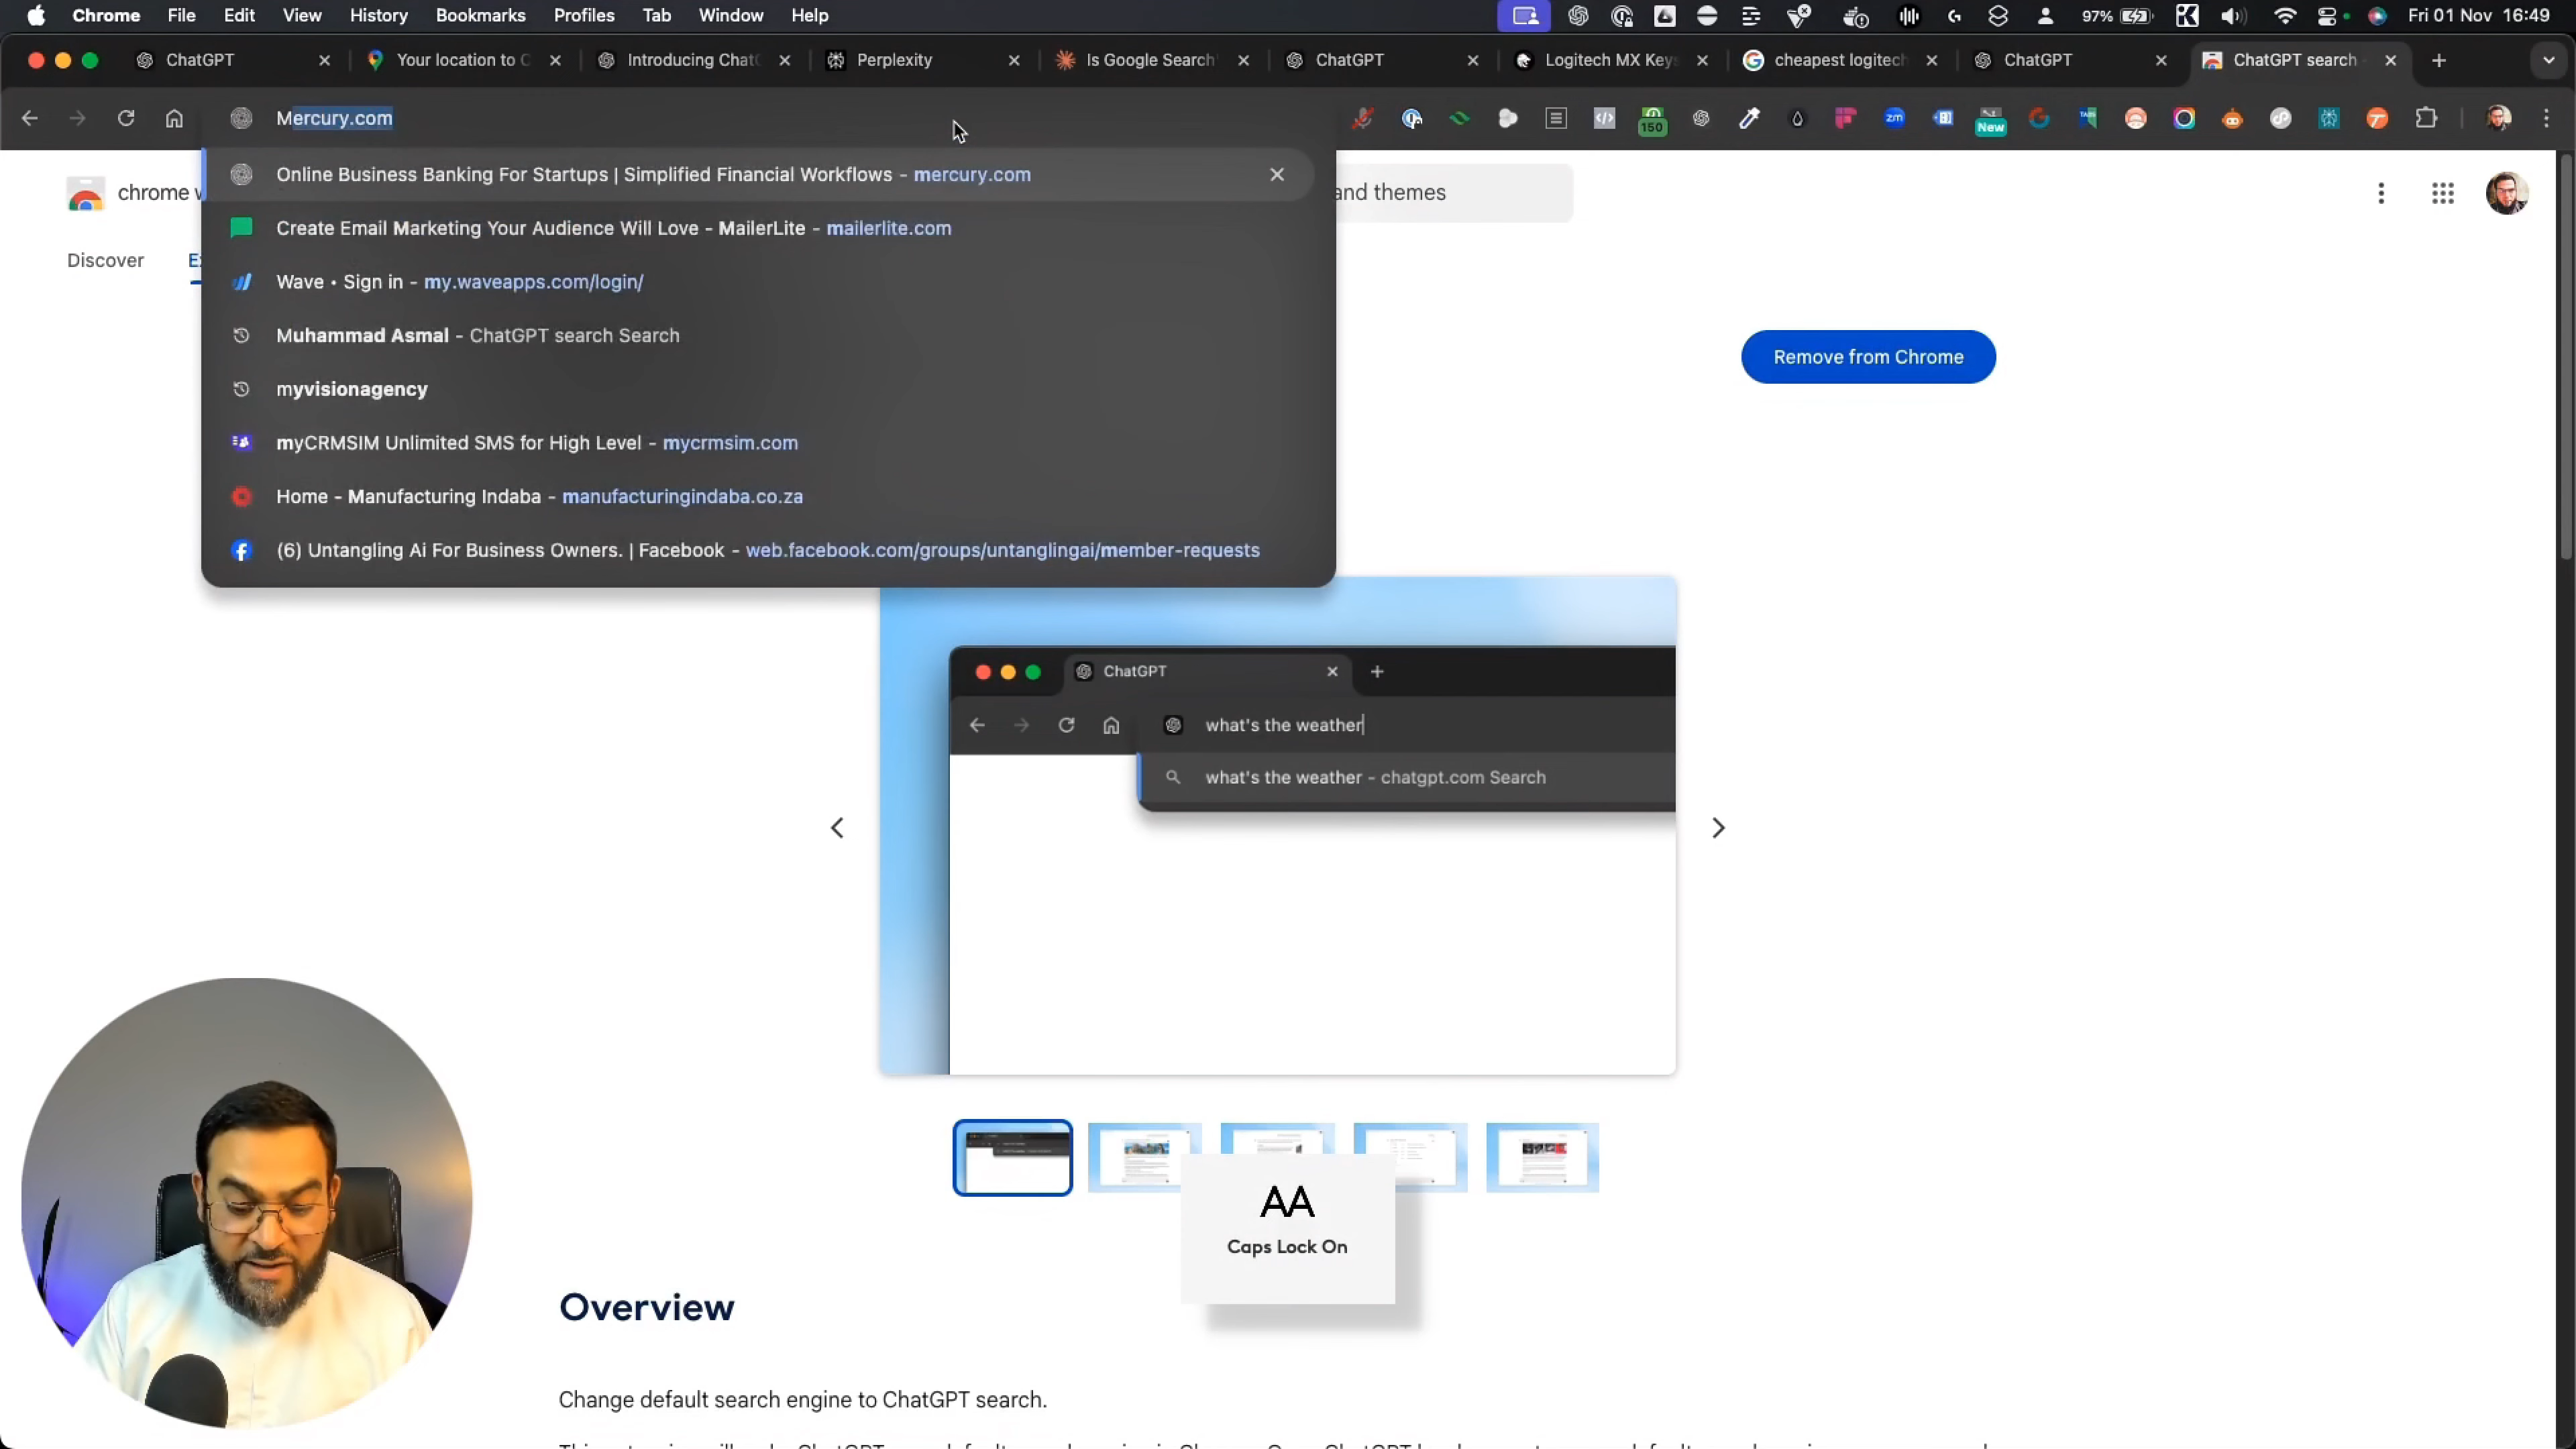 Chrome File Edit View History Bookmarks Profiles Tab Window Help 97% Fri 01 Nov 16:49
ChatGPT Your location to Introducing Chat Perplexity Is Google Search' ChatGPT Logitech MX Key cheapest logitech ChatGPT ChatGPT search
Mercury.com
150 zm New TABS
Online Business Banking For Startups | Simplified Financial Workflows - mercury.com
chrome and themes
Create Email Marketing Your Audience Will Love - MailerLite - mailerlite.com
Discover
Wave • Sign in - my.waveapps.com/login/
Muhammad Asmal - ChatGPT search Search
Remove from Chrome
myvisionagency
myCRMSIM Unlimited SMS for High Level - mycrmsim.com
Home - Manufacturing Indaba - manufacturingindaba.co.za
(6) Untangling Ai For Business Owners. | Facebook - web.facebook.com/groups/untanglingai/member-requests
ChatGPT
what's the weather
what's the weather - chatgpt.com Search
AA
Caps Lock On
Overview
Change default search engine to ChatGPT search.